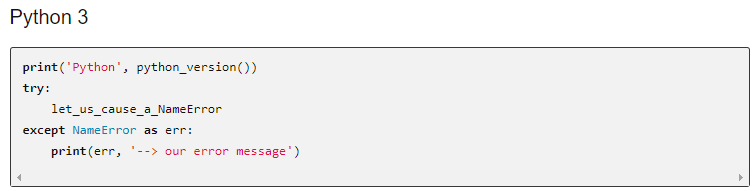 Python 3
print('Python', python_version())
try:
    let_us_cause_a_NameError
except NameError as err:
    print(err, '--> our error message')